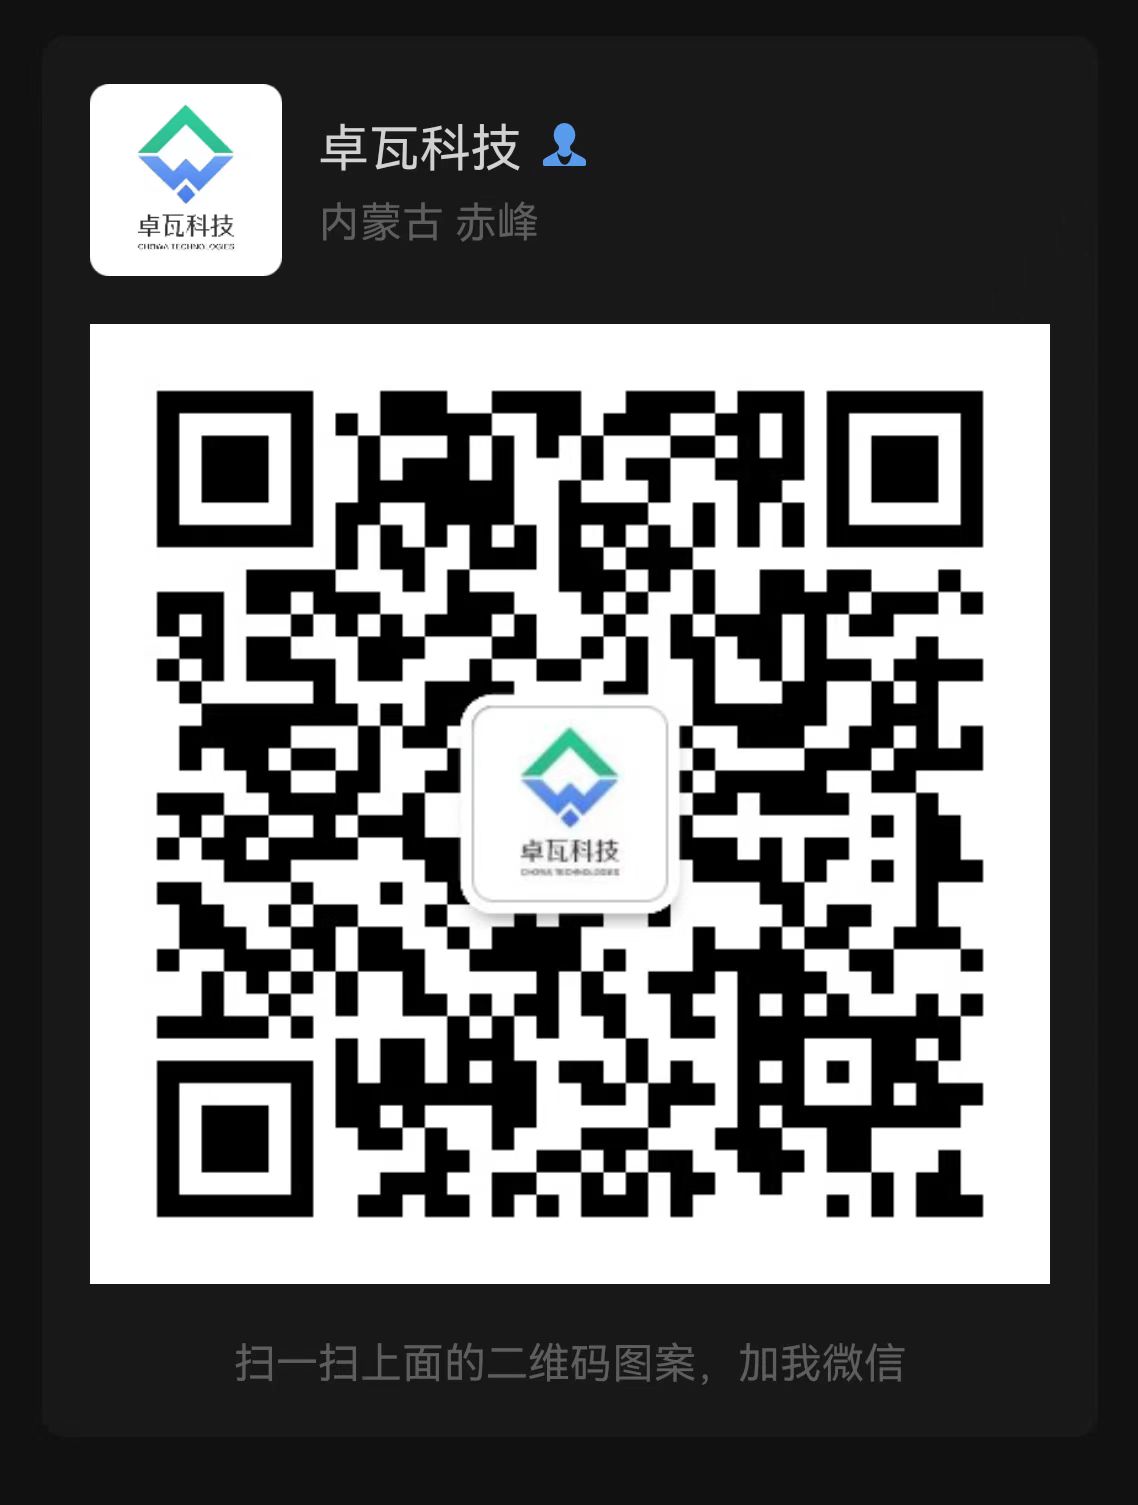 卓瓦科技
内蒙古 赤峰
卓瓦科技
卓瓦科技
扫一扫上面的二维码图案，加我微信